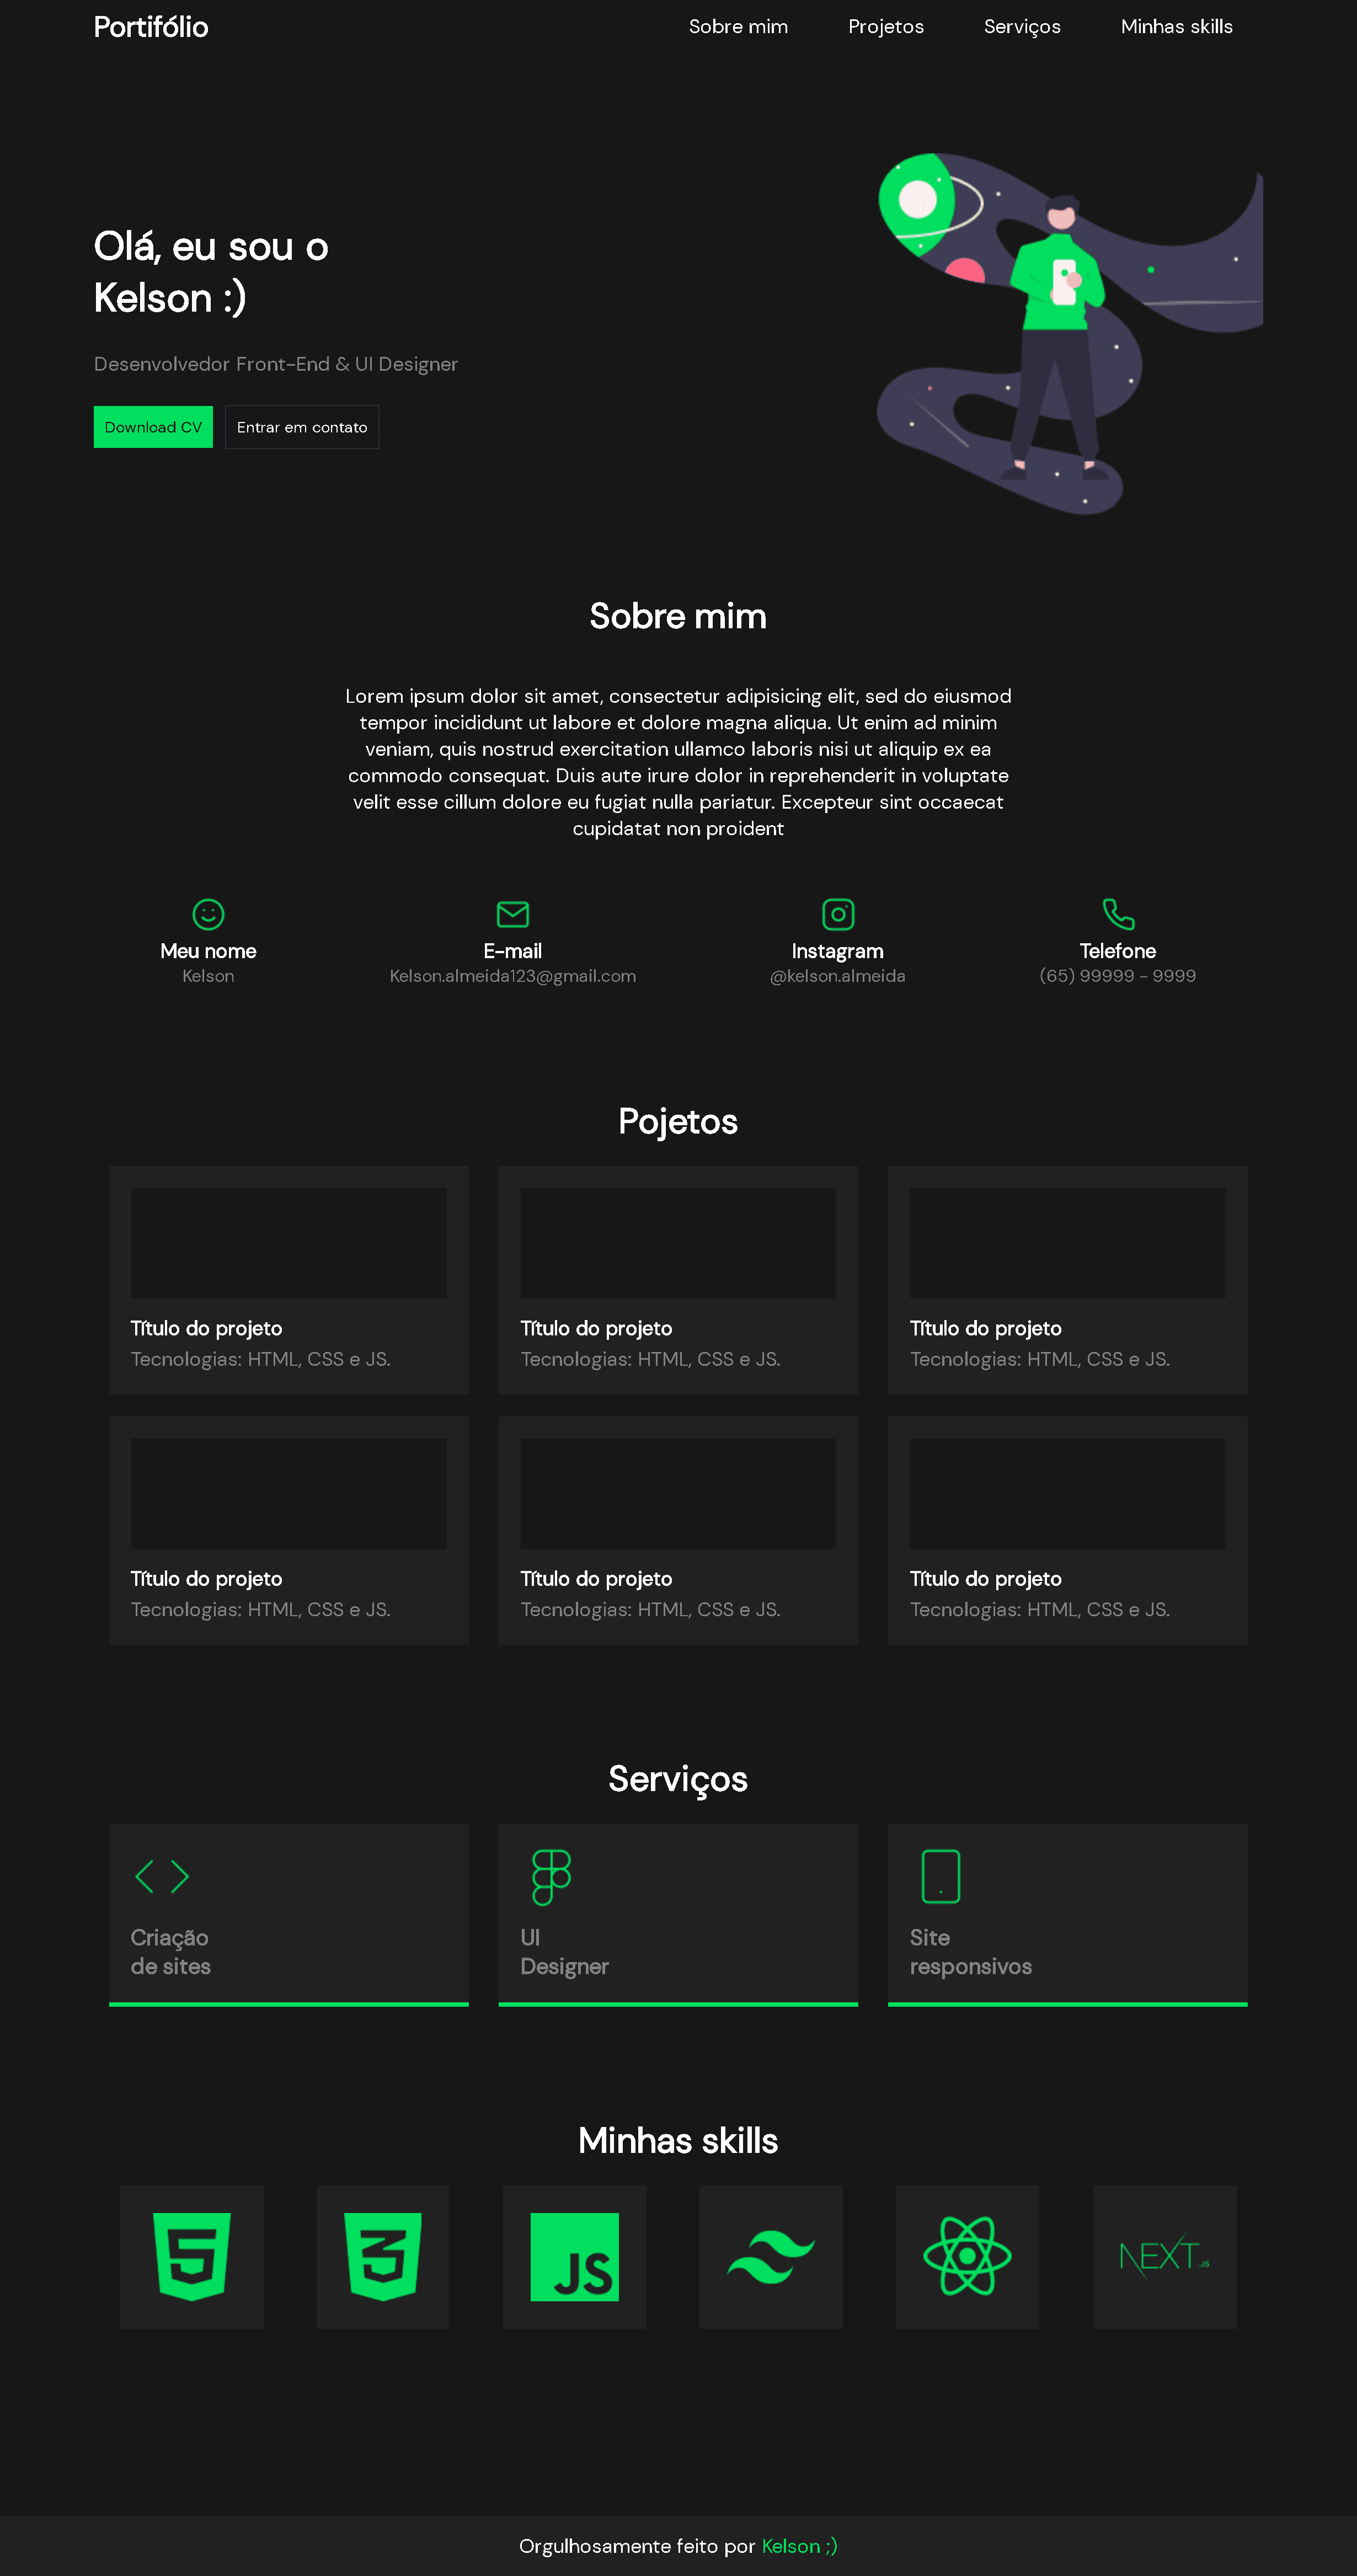 Portifólio
Sobre mim
Projetos
Serviços
Minhas skills
Olá, eu sou o
Kelson :)
Desenvolvedor Front-End & UI Designer
Download CV
Entrar em contato
Sobre mim
Lorem ipsum dolor sit amet, consectetur adipisicing elit, sed do eiusmod
tempor incididunt ut labore et dolore magna aliqua. Ut enim ad minim
veniam, quis nostrud exercitation ullamco laboris nisi ut aliquip ex ea
commodo consequat. Duis aute irure dolor in reprehenderit in voluptate
velit esse cillum dolore eu fugiat nulla pariatur. Excepteur sint occaecat
cupidatat non proident
Meu nome
Kelson
E-mail
Kelson.almeida123@gmail.com
Instagram
@kelson.almeida
Telefone
(65) 99999 - 9999
Pojetos
Título do projeto
Tecnologias: HTML, CSS e JS.
Título do projeto
Tecnologias: HTML, CSS e JS.
Título do projeto
Tecnologias: HTML, CSS e JS.
Título do projeto
Tecnologias: HTML, CSS e JS.
Título do projeto
Tecnologias: HTML, CSS e JS.
Título do projeto
Tecnologias: HTML, CSS e JS.
Serviços
Criação
de sites
UI
Designer
Site
responsivos
Minhas skills
5
3
JS
NEXT.JS
Orgulhosamente feito por Kelson ;)